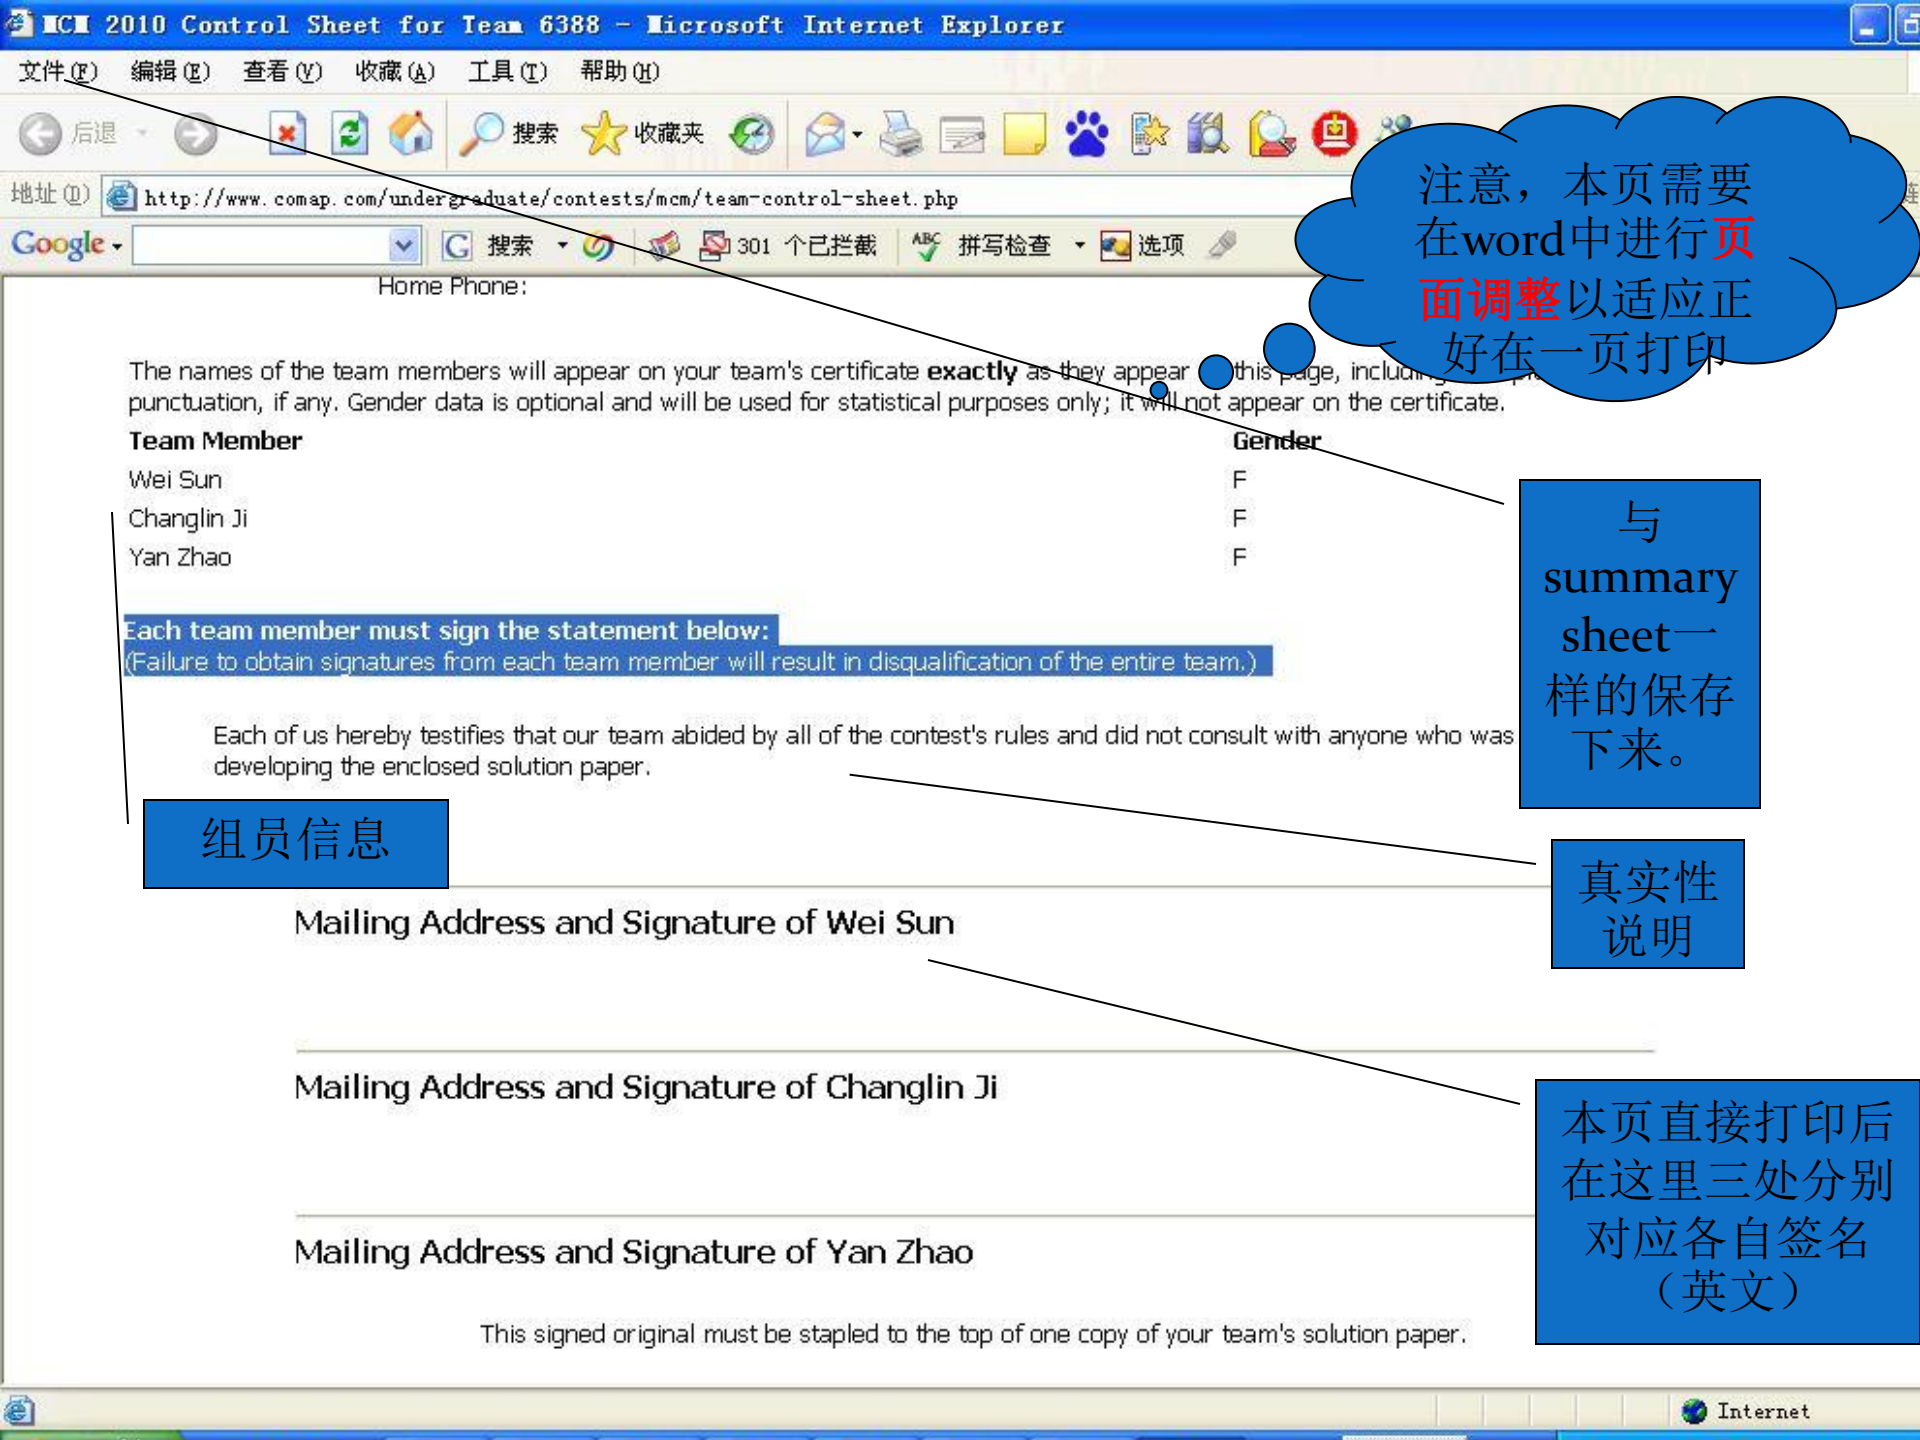 MCM 2010 Control Sheet for Team 6388 - Microsoft Internet Explorer
文件(F) 编辑(E) 查看(V) 收藏(A) 工具(T) 帮助(H)
后退 搜索 收藏夹
地址(D) http://www.comap.com/undergraduate/contests/mcm/team-control-sheet.php
Google 搜索 301 个已拦截 ABC 拼写检查 选项
注意，本页需要
在word中进行页
面调整以适应正
好在一页打印
Home Phone:
The names of the team members will appear on your team's certificate exactly as they appear this page, including
punctuation, if any. Gender data is optional and will be used for statistical purposes only; it will not appear on the certificate.
Team Member Gender
Wei Sun F
Changlin Ji F
Yan Zhao F
与
summary
sheet一
样的保存
下来。
Each team member must sign the statement below:
(Failure to obtain signatures from each team member will result in disqualification of the entire team.)
Each of us hereby testifies that our team abided by all of the contest's rules and did not consult with anyone who was
developing the enclosed solution paper.
组员信息
真实性
说明
Mailing Address and Signature of Wei Sun
Mailing Address and Signature of Changlin Ji
本页直接打印后
在这里三处分别
对应各自签名
（英文）
Mailing Address and Signature of Yan Zhao
This signed original must be stapled to the top of one copy of your team's solution paper.
Internet